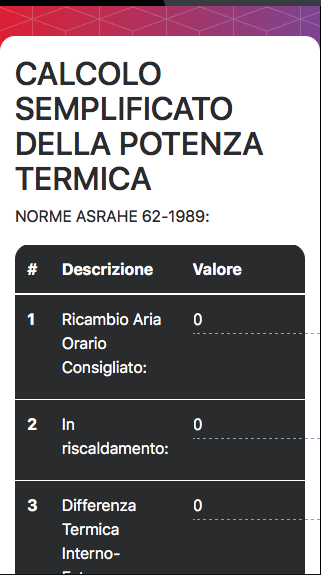 CALCOLO
SEMPLIFICATO
DELLA POTENZA
TERMICA
NORME ASRAHE 62-1989:
# Descrizione Valore
1 Ricambio Aria 0
Orario
Consigliato:
2 In 0
riscaldamento:
3 Differenza 0
Termica
Interno-